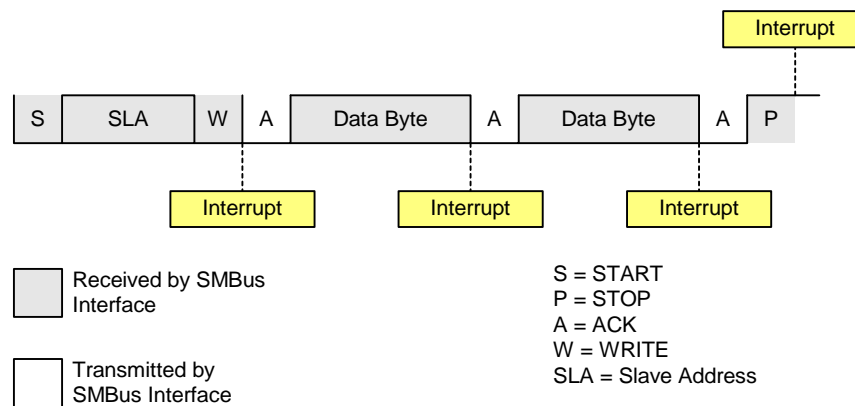 Interrupt
S SLA W A Data Byte A Data Byte A P
Interrupt Interrupt Interrupt
Received by SMBus
Interface
Transmitted by
SMBus Interface
S = START
P = STOP
A = ACK
W = WRITE
SLA = Slave Address